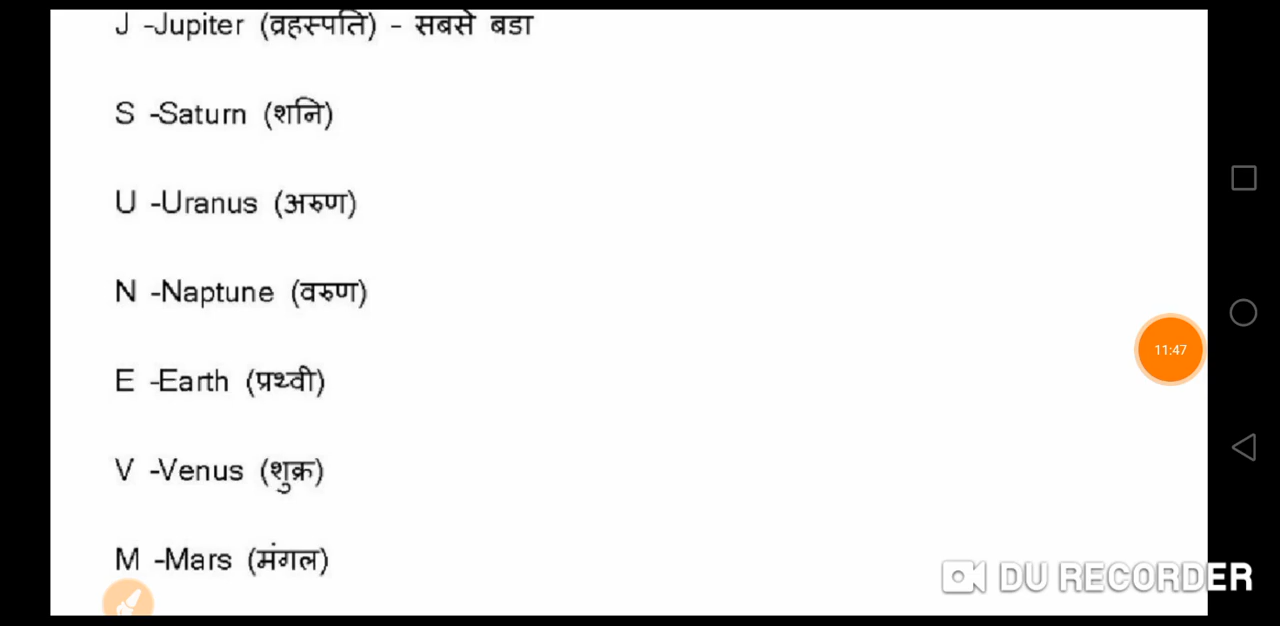 J -Jupiter (व्रहस्पति) - सबसे बडा
S -Saturn (शनि)
U -Uranus (अरुण)
N -Naptune (वरुण)
11:47
E -Earth (प्रथ्वी)
V -Venus (शुक्र)
M -Mars (मंगल)
DU RECORDER